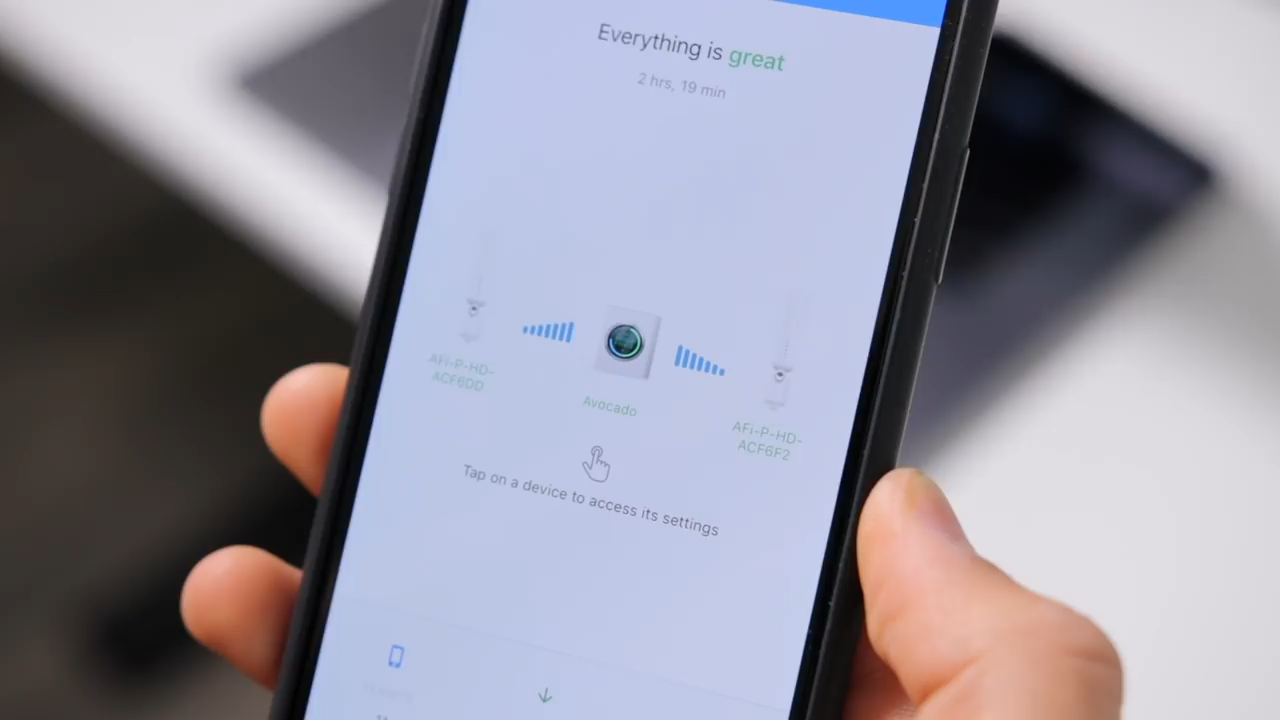 Everything is great
2 hrs, 19 min
AFi-P-HD-
ACF6DD
Avocado
AFi-P-HD-
ACF6F2
Tap on a device to access its settings